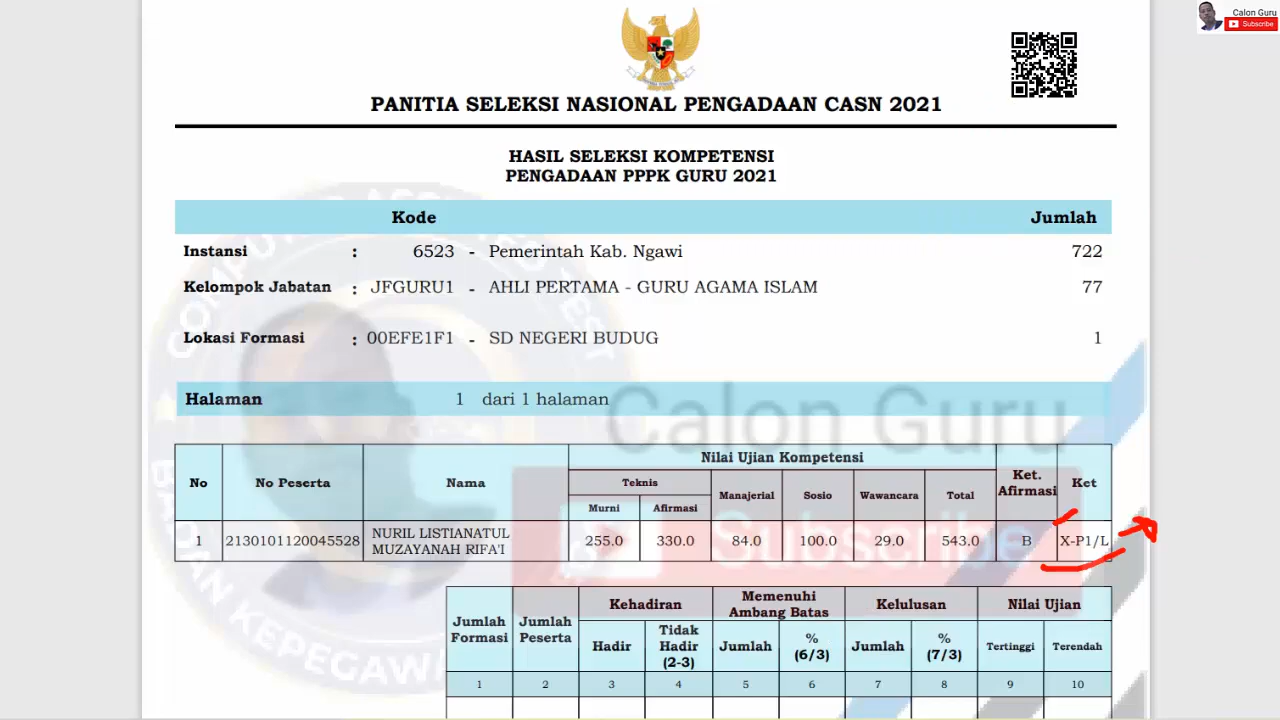 Calon Guru
Subscribe
PANITIA SELEKSI NASIONAL PENGADAAN CASN 2021
HASIL SELEKSI KOMPETENSI
PENGADAAN PPPK GURU 2021
Kode Jumlah
Instansi : 6523 - Pemerintah Kab. Ngawi 722
Kelompok Jabatan : JFGURU1 - AHLI PERTAMA - GURU AGAMA ISLAM 77
Lokasi Formasi : 00EFE1F1 - SD NEGERI BUDUG 1
Halaman 1 dari 1 halaman
Calon Guru
Subscribe
No No Peserta Nama Nilai Ujian Kompetensi Ket. Afirmasi Ket
Teknis Manajerial Sosio Wawancara Total
Murni Afirmasi
1 2130101120045528 NURIL LISTIANATUL 255.0 330.0 84.0 100.0 29.0 543.0 B X-P1/L
MUZAYANAH RIFA'I
Jumlah Formasi Jumlah Peserta Kehadiran Memenuhi Ambang Batas Kelulusan Nilai Ujian
Hadir Tidak Hadir (2-3) Jumlah % (6/3) Jumlah % (7/3) Tertinggi Terendah
1 2 3 4 5 6 7 8 9 10